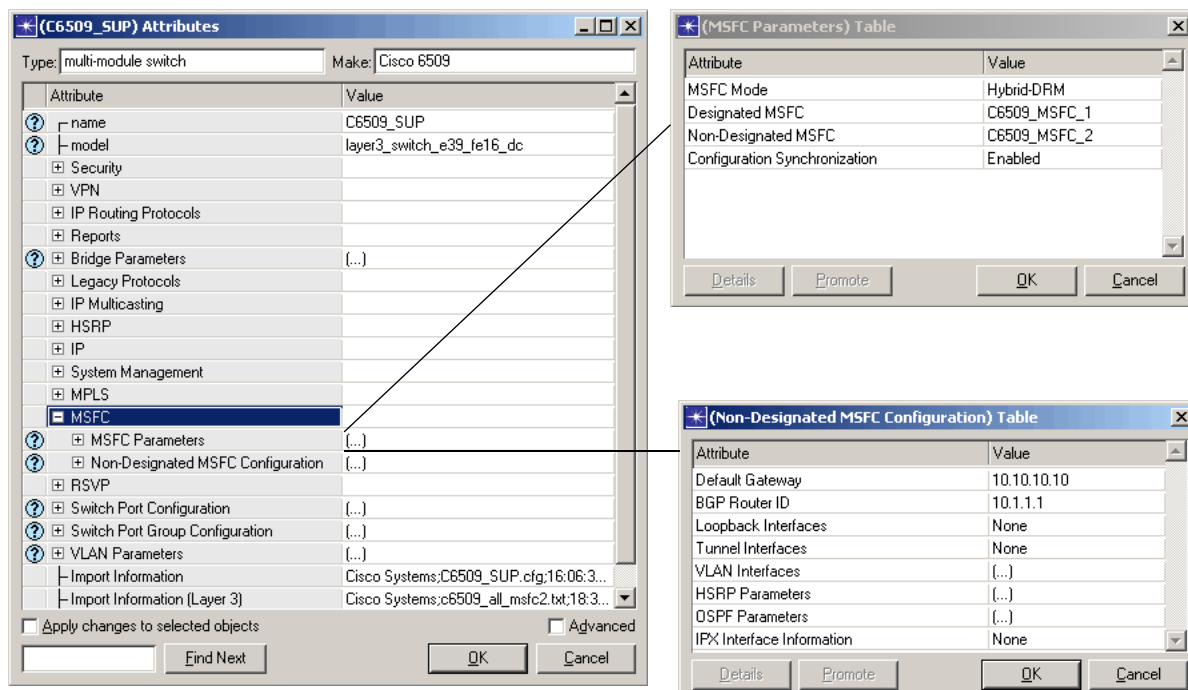 (C6509_SUP) Attributes
Type: multi-module switch Make: Cisco 6509
Attribute Value
name C6509_SUP
model layer3_switch_e39_fe16_dc
Security
VPN
IP Routing Protocols
Reports
Bridge Parameters (...)
Legacy Protocols
IP Multicasting
HSRP
IP
System Management
MPLS
MSFC
MSFC Parameters (...)
Non-Designated MSFC Configuration (...)
RSVP
Switch Port Configuration (...)
Switch Port Group Configuration (...)
VLAN Parameters (...)
Import Information Cisco Systems;C6509_SUP.cfg;16:06:3...
Import Information (Layer 3) Cisco Systems;c6509_all_msfc2.txt;18:3...
Apply changes to selected objects Advanced
Find Next OK Cancel
(MSFC Parameters) Table
Attribute Value
MSFC Mode Hybrid-DRM
Designated MSFC C6509_MSFC_1
Non-Designated MSFC C6509_MSFC_2
Configuration Synchronization Enabled
Details Promote OK Cancel
(Non-Designated MSFC Configuration) Table
Attribute Value
Default Gateway 10.10.10.10
BGP Router ID 10.1.1.1
Loopback Interfaces None
Tunnel Interfaces None
VLAN Interfaces (...)
HSRP Parameters (...)
OSPF Parameters (...)
IPX Interface Information None
Details Promote OK Cancel